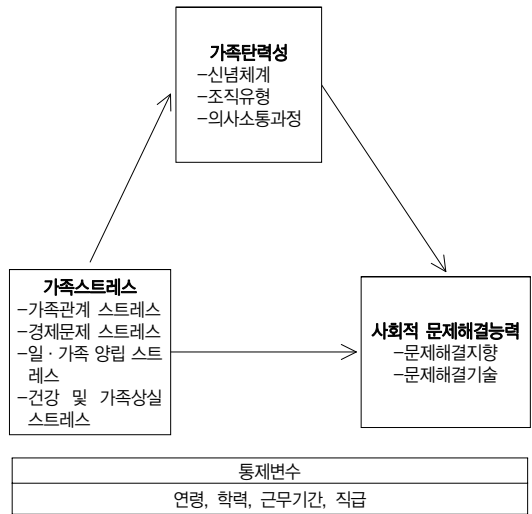 가족탄력성
-신념체계
-조직유형
-의사소통과정
가족스트레스
-가족관계 스트레스
-경제문제 스트레스
-일·가족 양립 스트
레스
-건강 및 가족상실
스트레스
사회적 문제해결능력
-문제해결지향
-문제해결기술
통제변수
연령, 학력, 근무기간, 직급